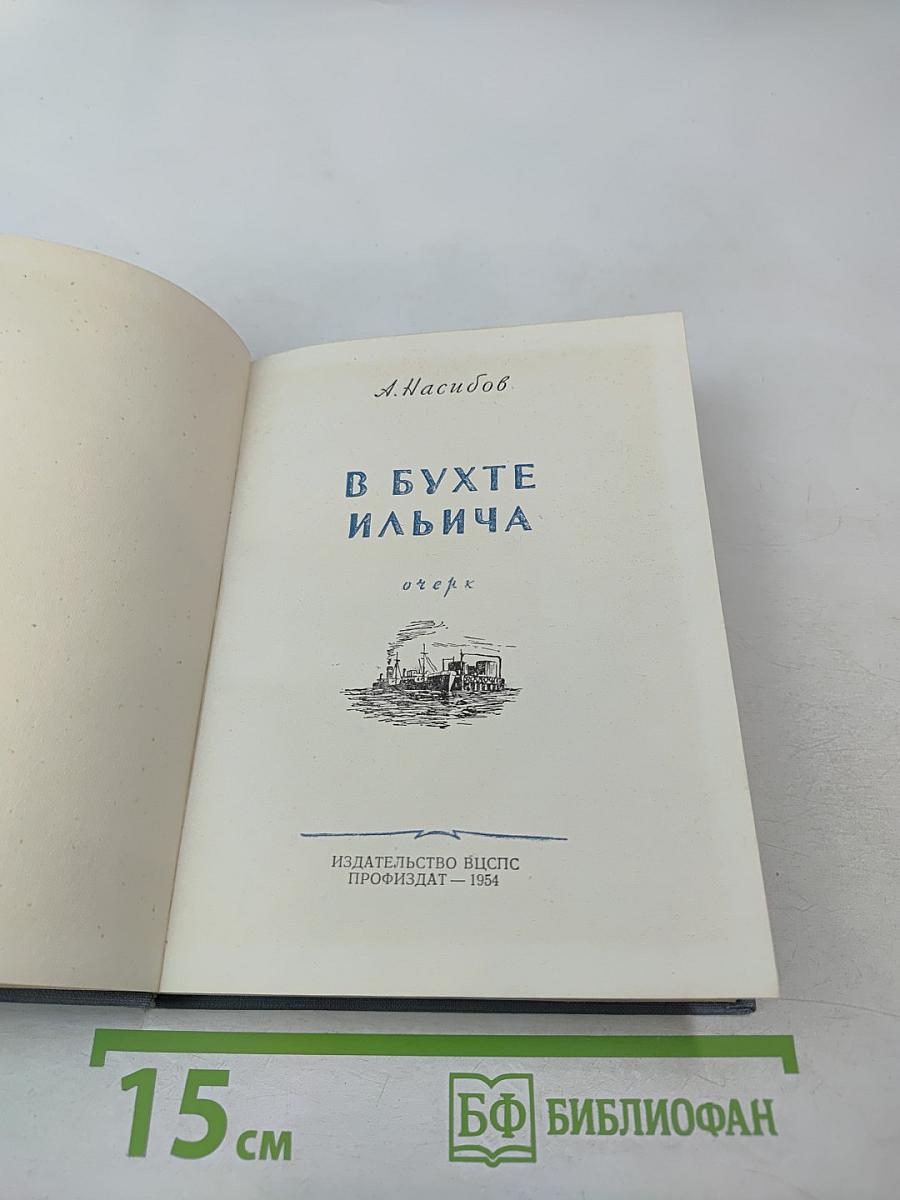 А. Насибов
В БУХТЕ
ИЛЬИЧА
очерк
ИЗДАТЕЛЬСТВО ВЦСПС
ПРОФИЗДАТ — 1954
15 см
БФ БИБЛИОФАН